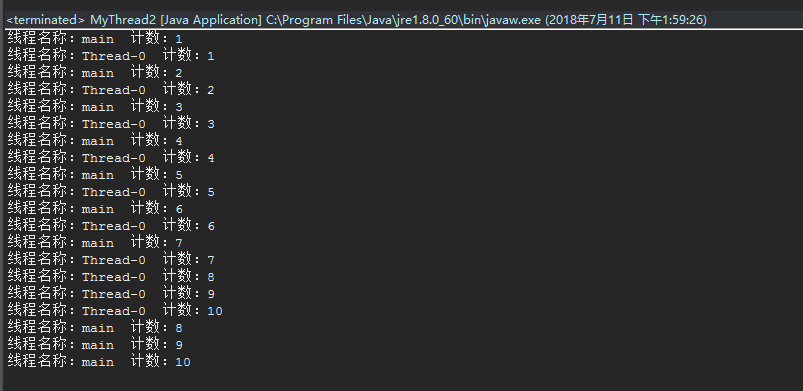 <terminated> MyThread2 [Java Application] C:\Program Files\Java\jre1.8.0_60\bin\javaw.exe (2018年7月11日 下午1:59:26)
线程名称：main  计数：1
线程名称：Thread-0  计数：1
线程名称：main  计数：2
线程名称：Thread-0  计数：2
线程名称：main  计数：3
线程名称：Thread-0  计数：3
线程名称：main  计数：4
线程名称：Thread-0  计数：4
线程名称：main  计数：5
线程名称：Thread-0  计数：5
线程名称：main  计数：6
线程名称：Thread-0  计数：6
线程名称：main  计数：7
线程名称：Thread-0  计数：7
线程名称：Thread-0  计数：8
线程名称：Thread-0  计数：9
线程名称：Thread-0  计数：10
线程名称：main  计数：8
线程名称：main  计数：9
线程名称：main  计数：10